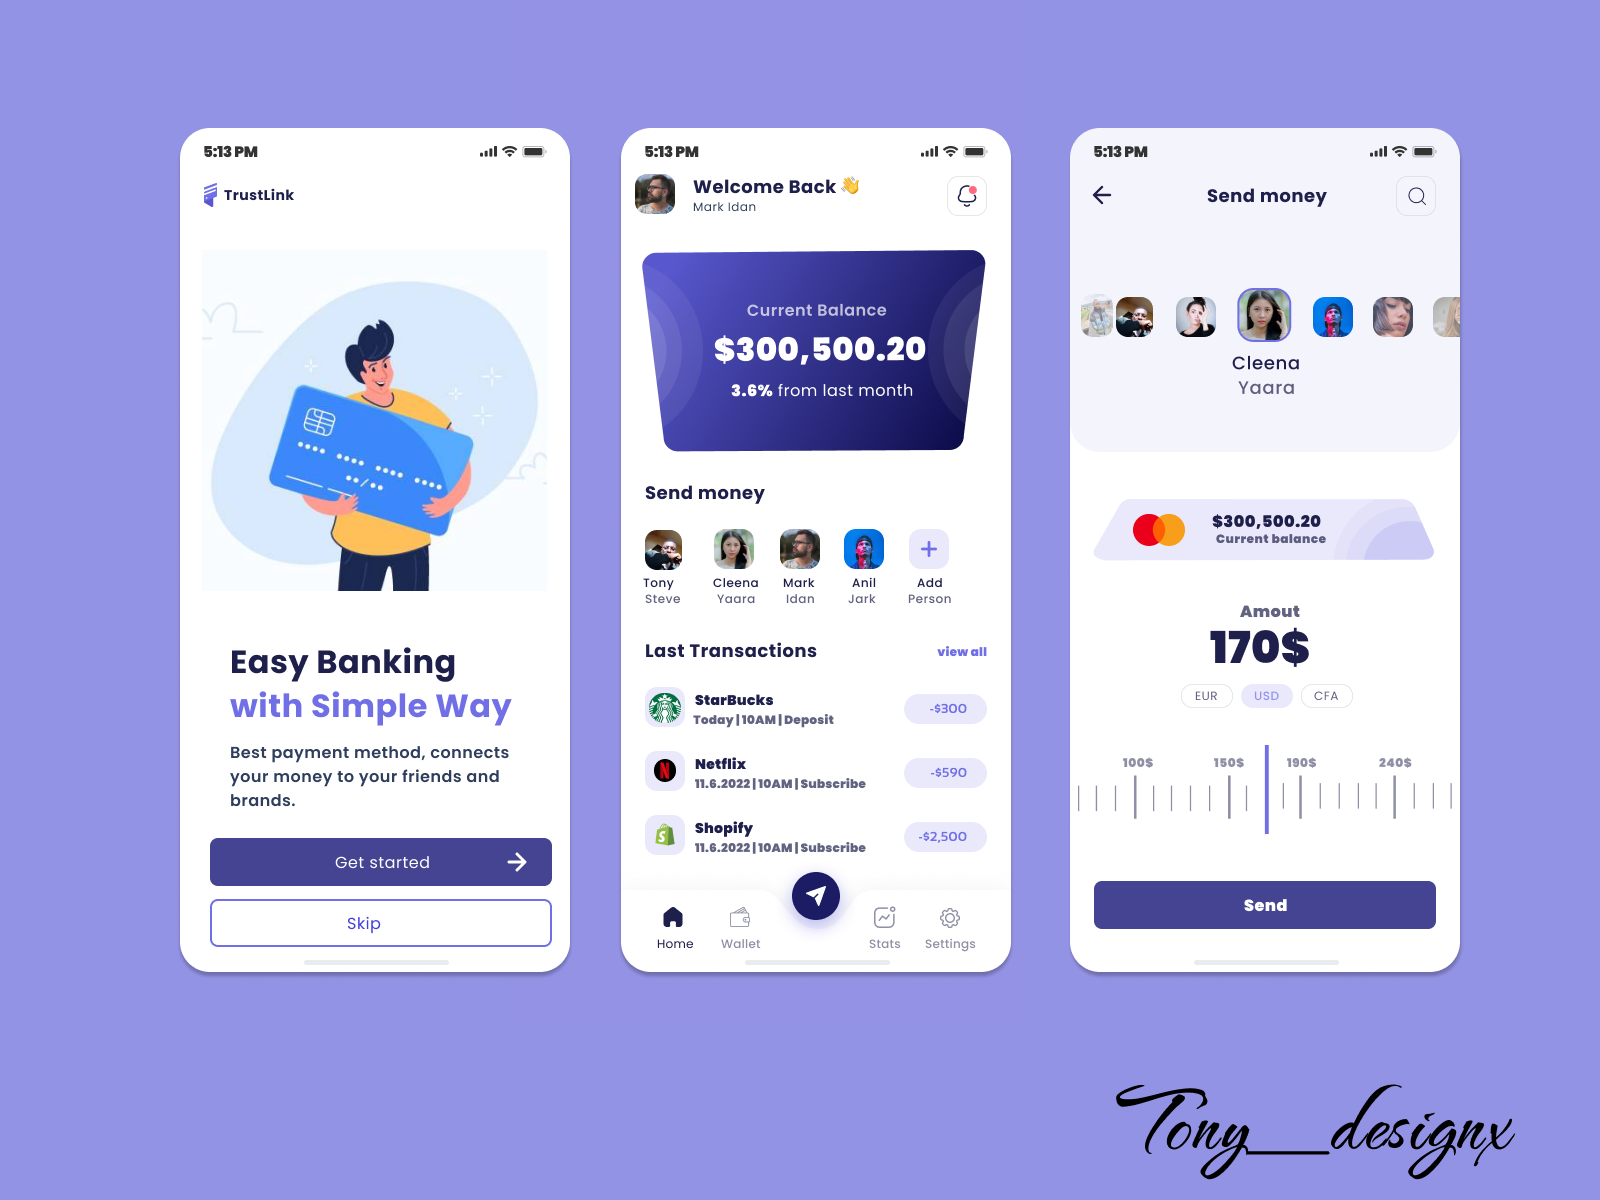 5:13 PM
TrustLink
Easy Banking
with Simple Way
Best payment method, connects
your money to your friends and
brands.
Get started
Skip
5:13 PM
Welcome Back 👋
Mark Idan
Current Balance
$300,500.20
3.6% from last month
Send money
Tony Cleena Mark Anil Add
Steve Yaara Idan Jark Person
Last Transactions view all
StarBucks
Today | 10AM | Deposit
-$300
Netflix
11.6.2022 | 10AM | Subscribe
-$590
Shopify
11.6.2022 | 10AM | Subscribe
-$2,500
Home Wallet Stats Settings
5:13 PM
Send money
Cleena
Yaara
$300,500.20
Current balance
Amout
170$
EUR USD CFA
100$ 150$ 190$ 240$
Send
Tony__designx